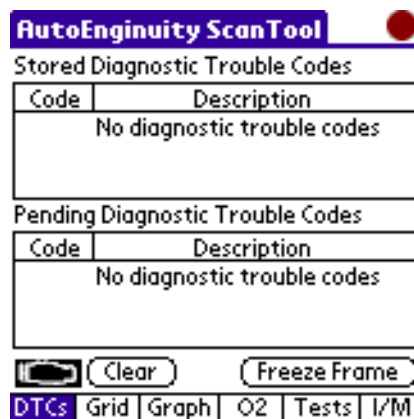 AutoEnginuity ScanTool
Stored Diagnostic Trouble Codes
Code Description
No diagnostic trouble codes
Pending Diagnostic Trouble Codes
Code Description
No diagnostic trouble codes
Clear Freeze Frame
DTCs Grid Graph O2 Tests I/M